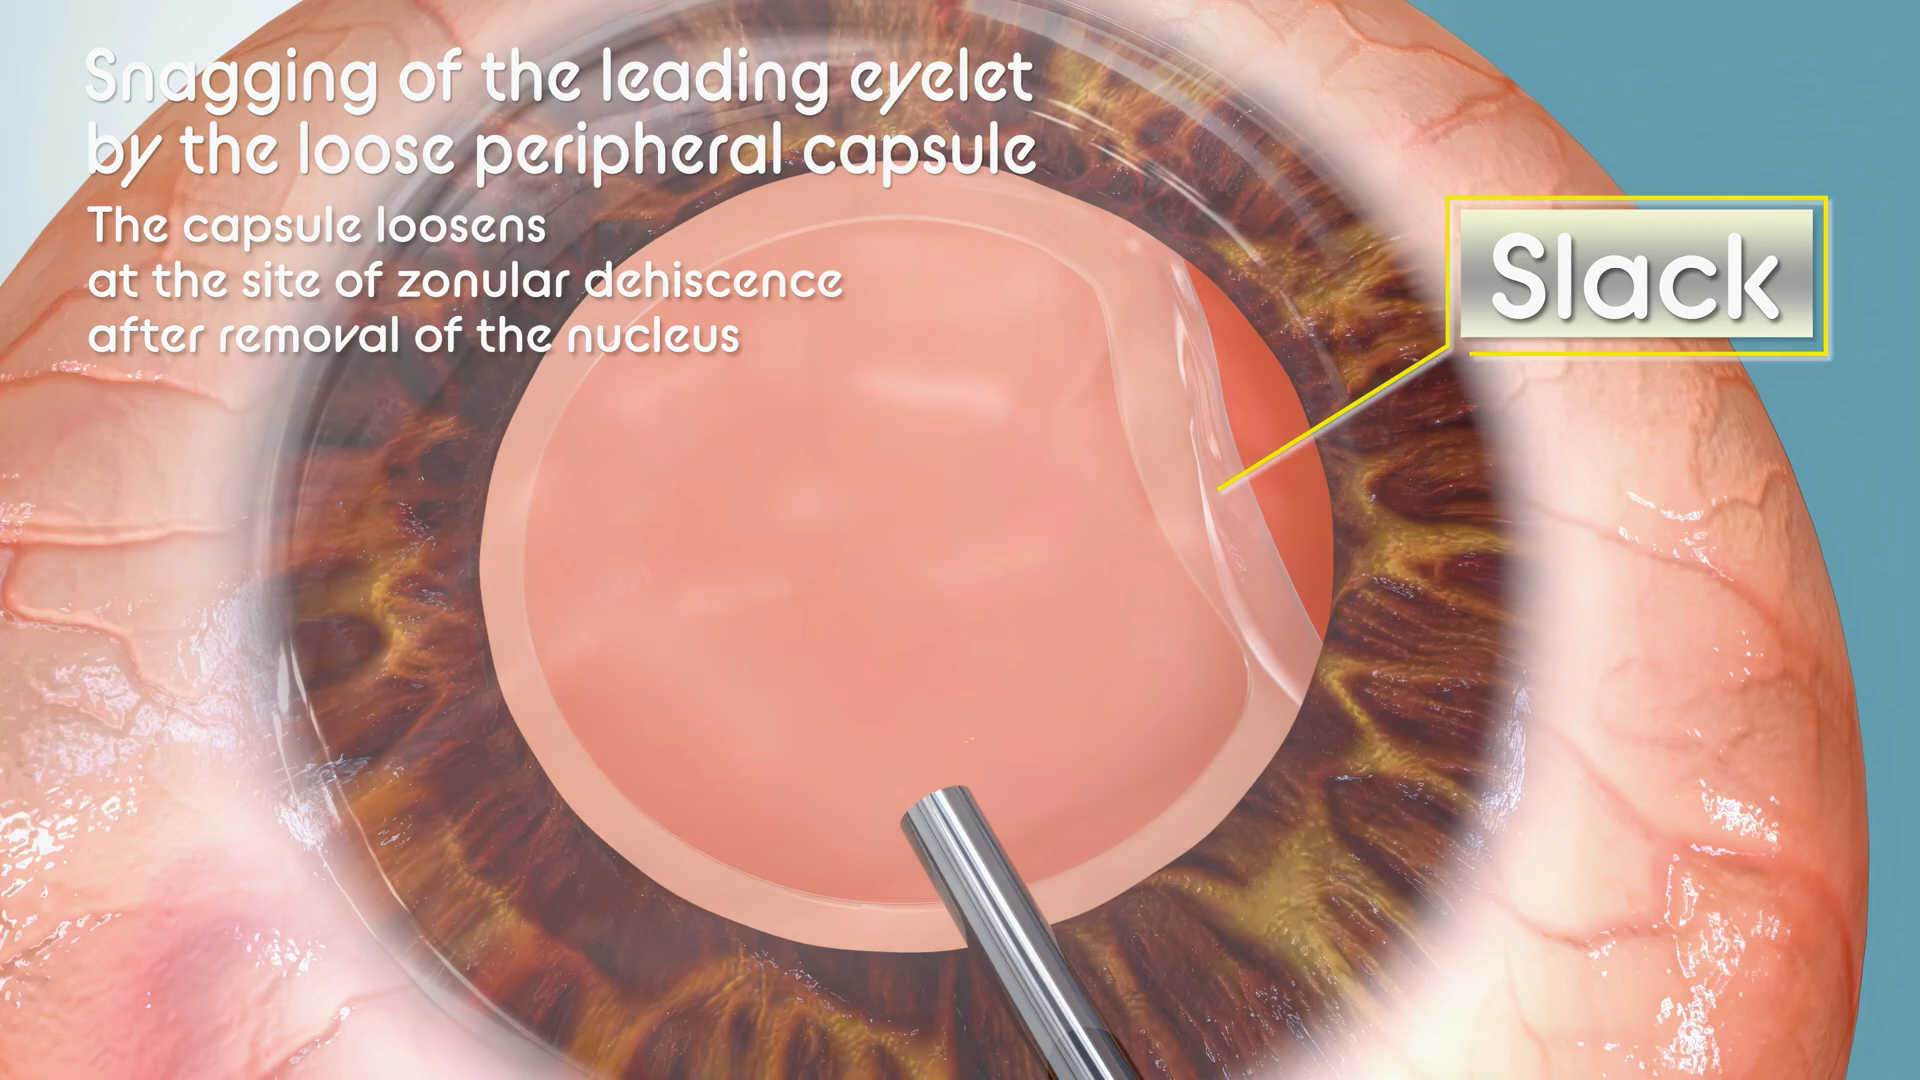 Snagging of the leading eyelet
by the loose peripheral capsule
The capsule loosens
at the site of zonular dehiscence
after removal of the nucleus
Slack